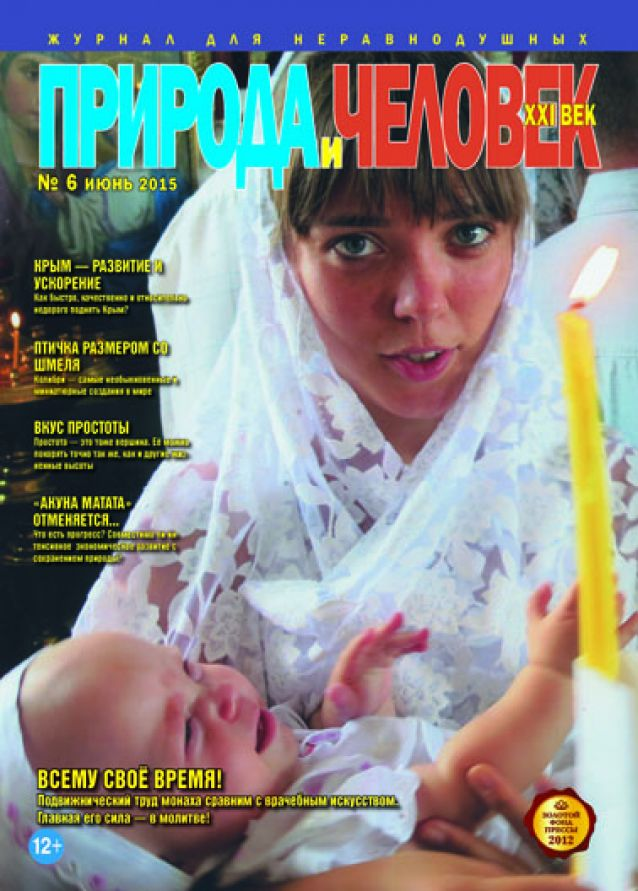 ЖУРНАЛ ДЛЯ НЕРАВНОДУШНЫХ
ПРИРОДА и ЧЕЛОВЕК
XXI ВЕК
№ 6 ИЮНЬ 2015
КРЫМ — РАЗВИТИЕ И
УСКОРЕНИЕ
Как быстро, качественно и относительно
недорого поднять Крым?
ПТИЧКА РАЗМЕРОМ СО
ШМЕЛЯ
Колибри — самые необыкновенные и
миниатюрные создания в мире
ВКУС ПРОСТОТЫ
Простота — это тоже вершина. Её можно
покорять точно так же, как и другие жиз-
ненные высоты
«АКУНА МАТАТА»
ОТМЕНЯЕТСЯ...
Что есть прогресс? Совместимо ли ин-
тенсивное экономическое развитие с
сохранением природы?
ВСЕМУ СВОЁ ВРЕМЯ!
Подвижнический труд монаха сравним с врачебным искусством.
Главная его сила — в молитве!
12+
ЗОЛОТОЙ
ФОНД
ПРЕССЫ
2012